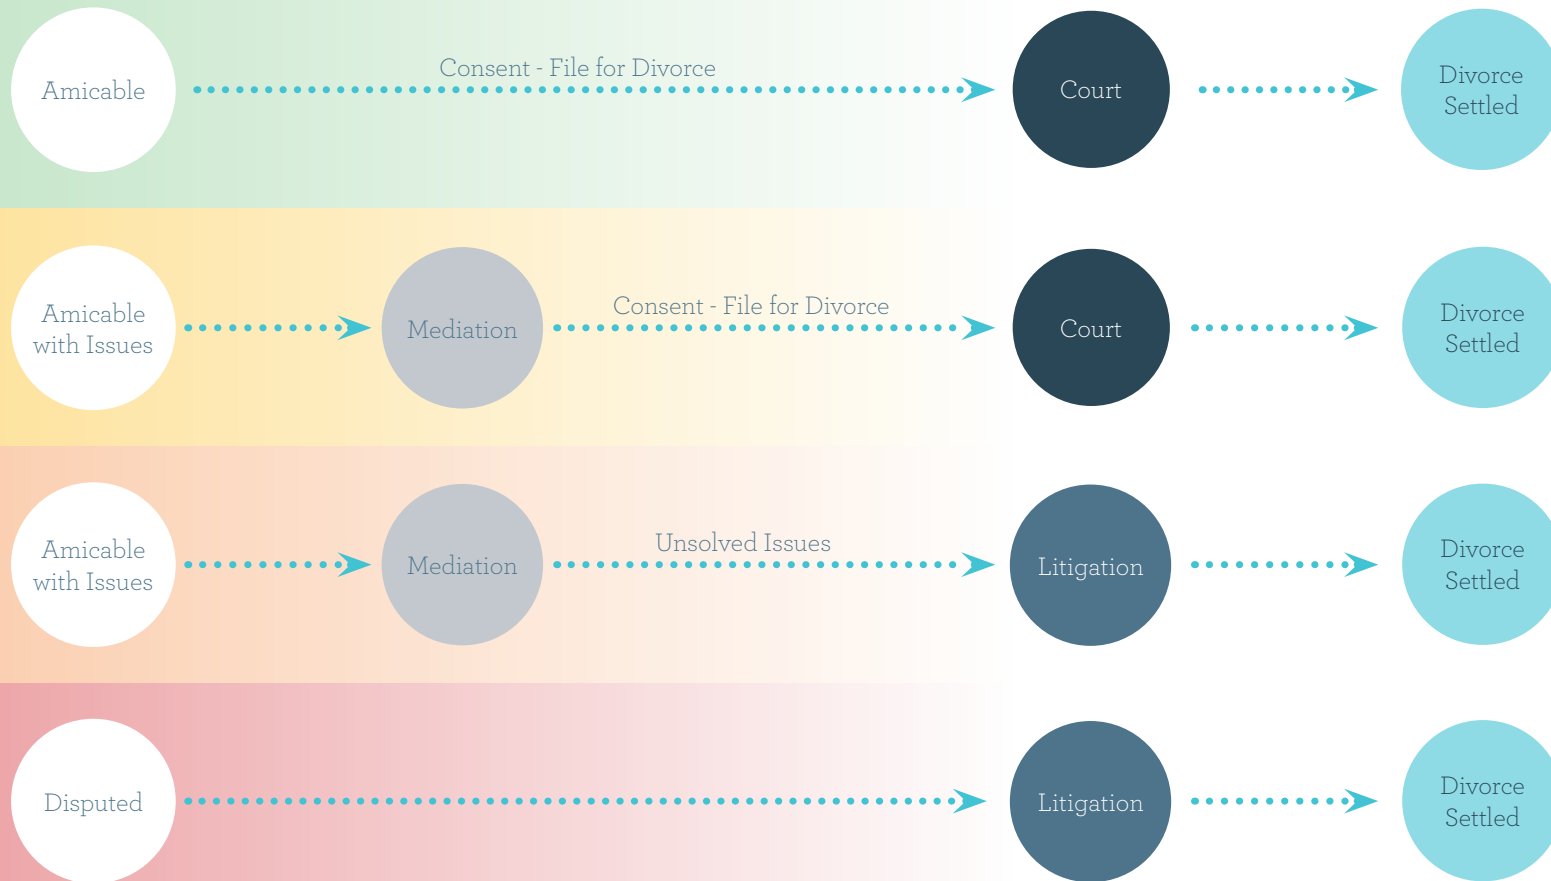 Amicable
Consent - File for Divorce
Court
Divorce
Settled
Amicable
with Issues
Mediation
Consent - File for Divorce
Court
Divorce
Settled
Amicable
with Issues
Mediation
Unsolved Issues
Litigation
Divorce
Settled
Disputed
Litigation
Divorce
Settled